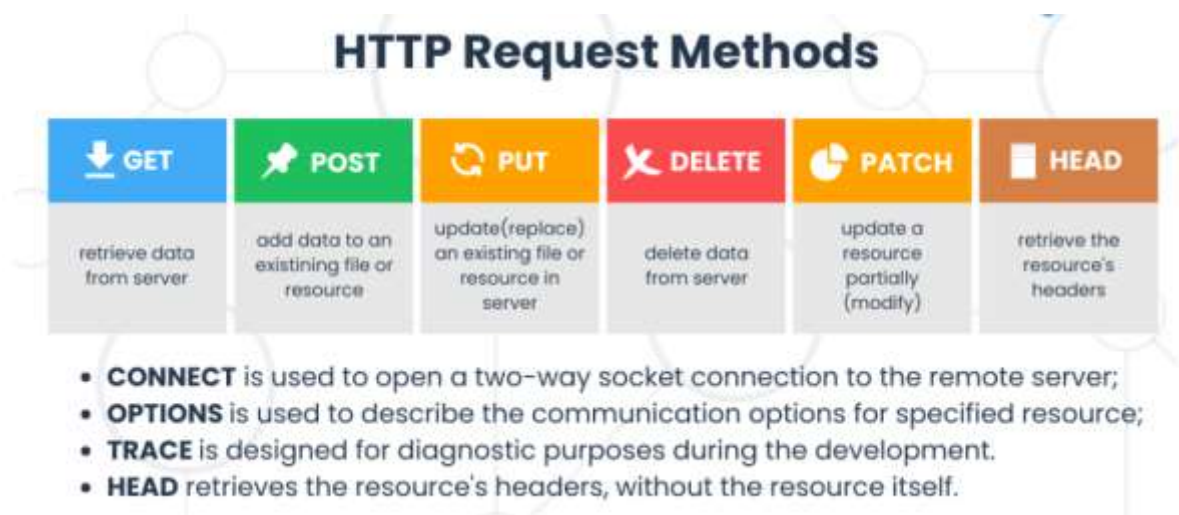 HTTP Request Methods
GET
POST
PUT
DELETE
PATCH
HEAD
retrieve data
from server
add data to an
existining file or
resource
update(replace)
an existing file or
resource in
server
delete data
from server
update a
resource
partially
(modify)
retrieve the
resource's
headers
• CONNECT is used to open a two-way socket connection to the remote server;
• OPTIONS is used to describe the communication options for specified resource;
• TRACE is designed for diagnostic purposes during the development.
• HEAD retrieves the resource's headers, without the resource itself.